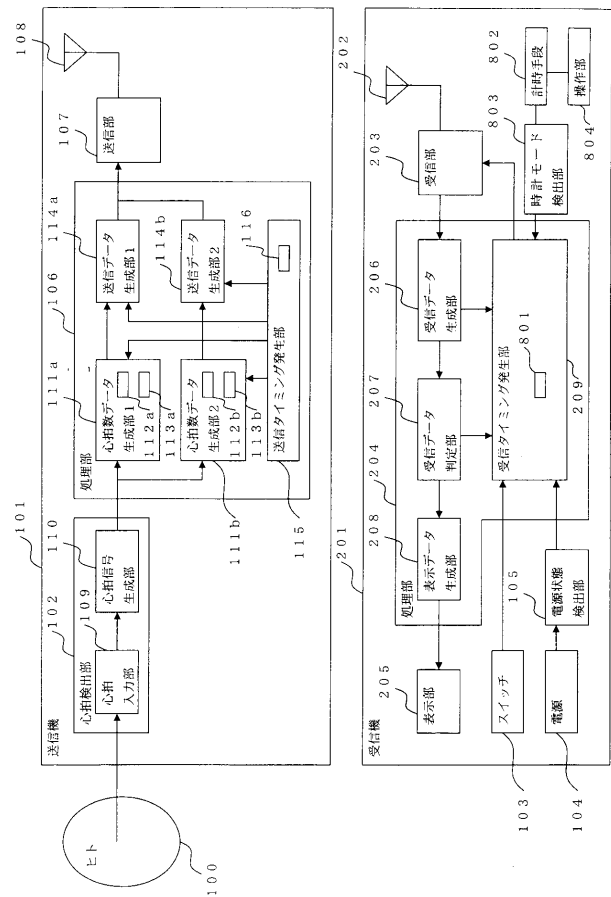 100
ヒト
101
送信機
102
心拍検出部
109
心拍
入力部
110
心拍信号
生成部
106
処理部
111a
心拍数データ
生成部1
112a
113a
心拍数データ
生成部2
112b
113b
111b
114a
送信データ
生成部1
114b
送信データ
生成部2
116
送信タイミング発生部
115
107
送信部
108
201
受信機
205
表示部
204
処理部
208
表示データ
生成部
207
受信データ
判定部
206
受信データ
生成部
203
受信部
202
801
受信タイミング発生部
209
スイッチ
103
電源
104
105
電源状態
検出部
時計モード
検出部
803
計時手段
802
操作部
804